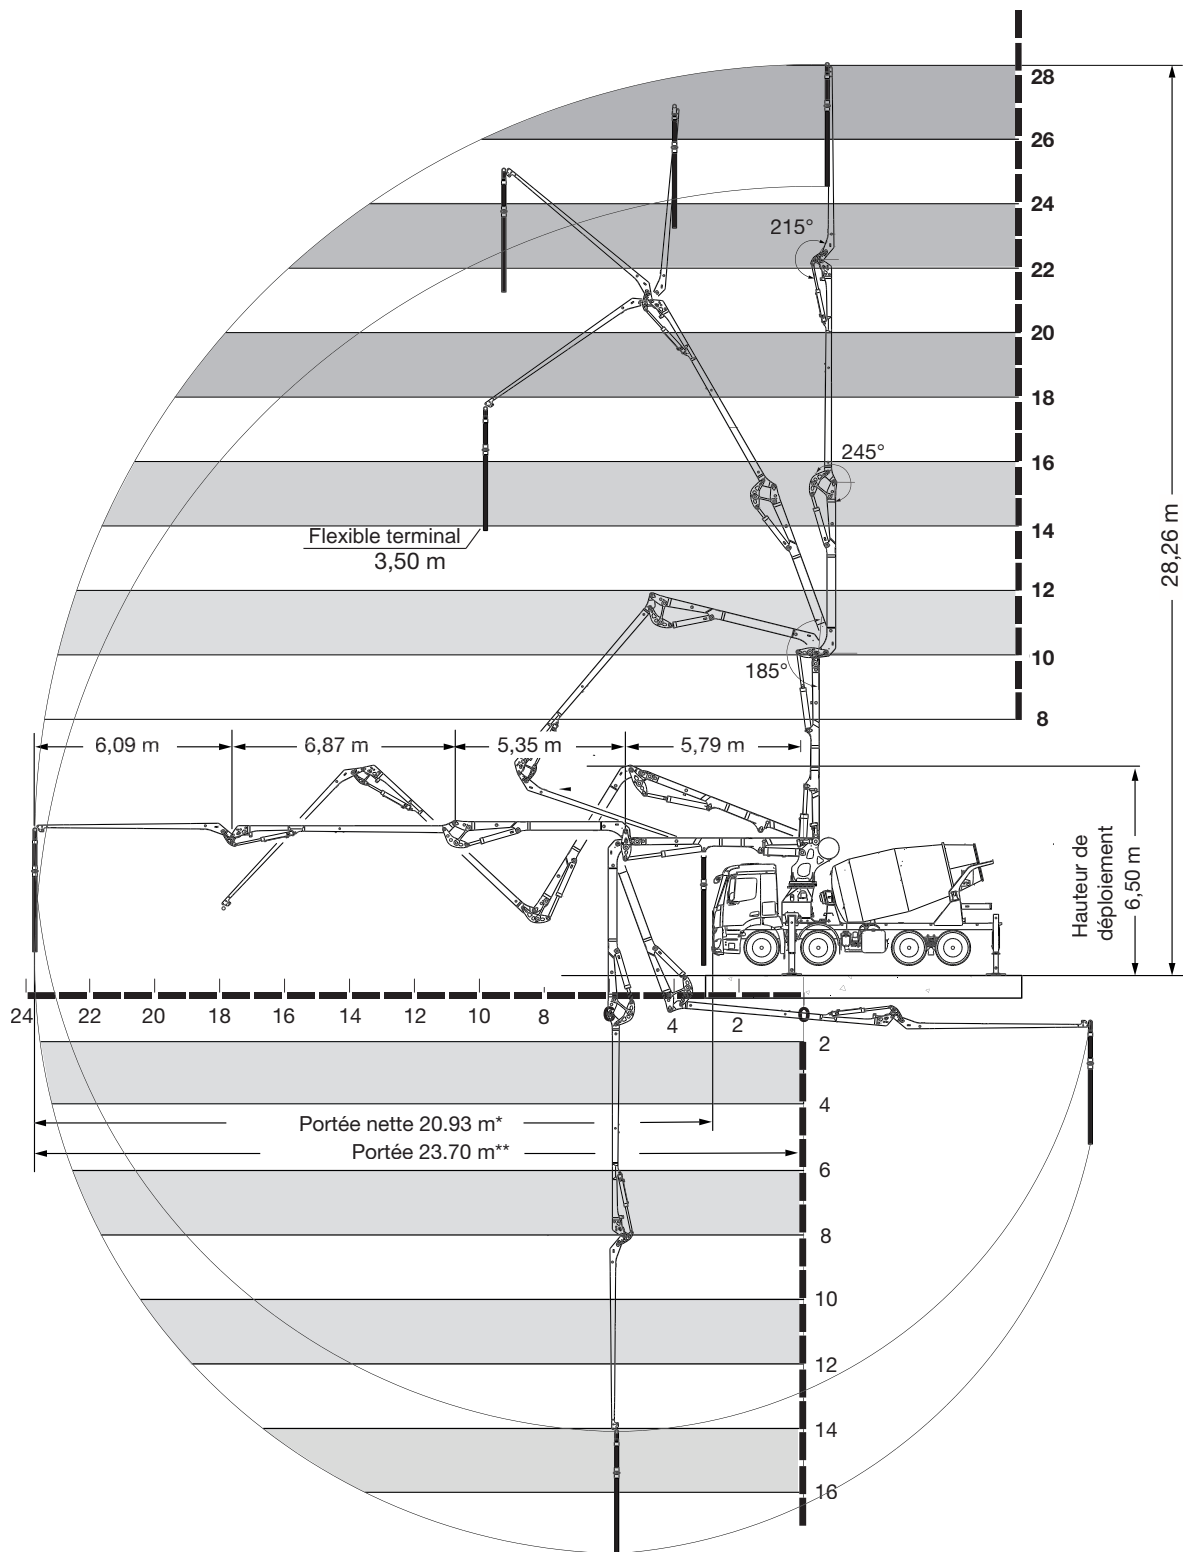 28
26
24
215°
22
20
18
16
245°
14
Flexible terminal
3,50 m
28,26 m
12
10
185°
8
6,09 m
6,87 m
5,35 m
5,79 m
Hauteur de
déploiement
6,50 m
24 22 20 18 16 14 12 10 8 4 2
2
4
Portée nette 20.93 m*
Portée 23.70 m**
6
8
10
12
14
16